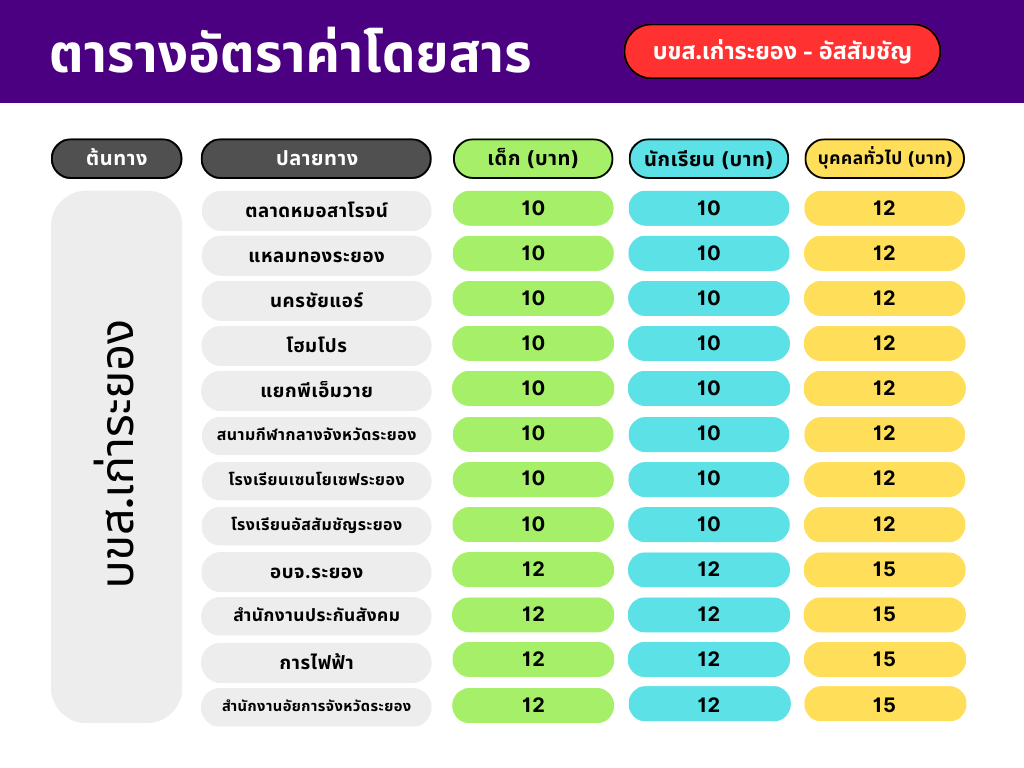 ตารางอัตราค่าโดยสาร
บขส.เก่าระยอง - อัสสัมชัญ
ต้นทาง ปลายทาง เด็ก (บาท) นักเรียน (บาท) บุคคลทั่วไป (บาท)
บขส.เก่าระยอง
ตลาดหมอสาโรจน์ 10 10 12
แหลมทองระยอง 10 10 12
นครชัยแอร์ 10 10 12
โฮมโปร 10 10 12
แยกพีเอ็มวาย 10 10 12
สนามกีฬากลางจังหวัดระยอง 10 10 12
โรงเรียนเซนโยเซฟระยอง 10 10 12
โรงเรียนอัสสัมชัญระยอง 10 10 12
อบจ.ระยอง 12 12 15
สำนักงานประกันสังคม 12 12 15
การไฟฟ้า 12 12 15
สำนักงานอัยการจังหวัดระยอง 12 12 15